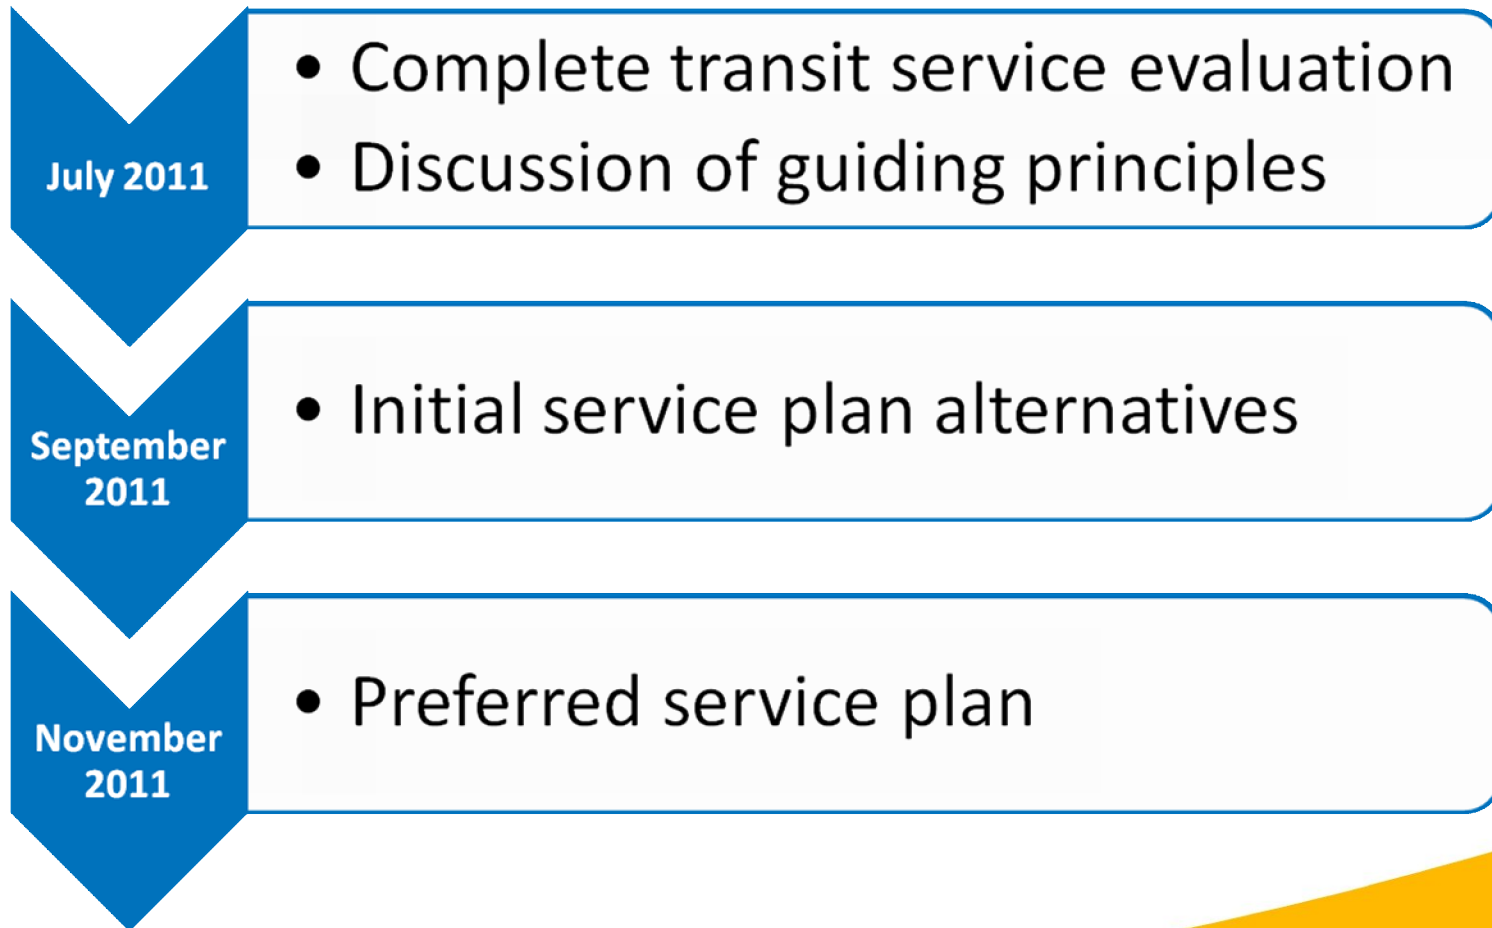 July 2011
• Complete transit service evaluation
• Discussion of guiding principles
September
2011
• Initial service plan alternatives
November
2011
• Preferred service plan